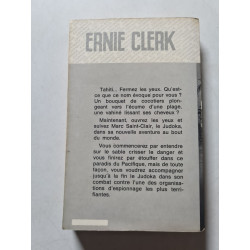 ERNIE CLERK
Tahiti... Fermez les yeux. Qu'est-
ce que ce nom évoque pour vous ?
Un bouquet de cocotiers plon-
geant vers l'écume d'une plage,
une vahiné lissant ses cheveux ?
Maintenant, ouvrez les yeux et
suivez Marc Saint-Clair, le Judoka,
dans sa nouvelle aventure au bout
du monde.
Vous commencerez par entendre
sur le sable crisser le danger et
vous finirez par étouffer dans ce
paradis du Pacifique, mais de toute
façon, vous voudrez accompagner
jusqu'à la fin le Judoka dans son
combat contre l'une des organisa-
tions d'espionnage les plus terri-
fiantes.